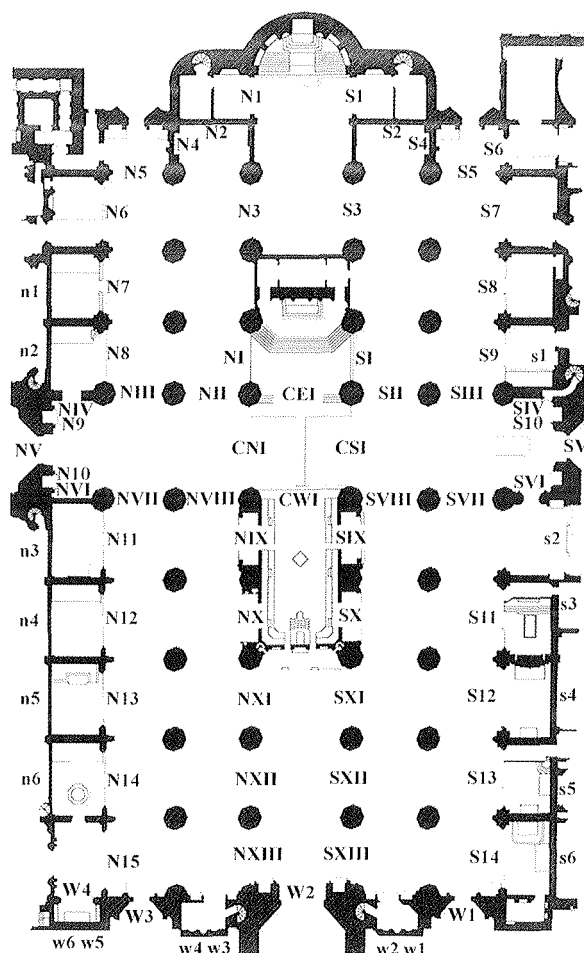 N1 S1
N2 S2
N4 S4
S6
N5 S5
N6 N3 S3 S7
n1 N7 S8
n2 N8 NI SI S9 s1
NIII NII CEI SII SIII
NIV SIV
N9 S10
NV CNI CSI SV
N10 SVI
NVI
NVII NVIII CWI SVIII SVII
n3 N11 NIX SIX s2
s3
n4 N12 NX SX S11
n5 N13 NXI SXI S12 s4
n6 N14 NXII SXII S13 s5
N15 NXIII SXIII S14 s6
W4 W2
W3 W1
w6 w5 w4 w3 w2 w1